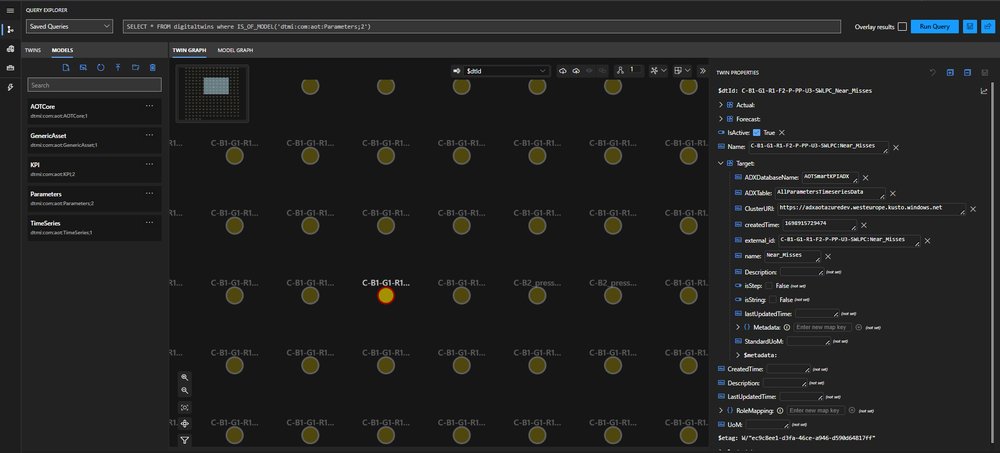 QUERY EXPLORER
Saved Queries
SELECT * FROM digitaltwins where IS_OF_MODEL('dtmi:com:aot:Parameters;2')
Overlay results
Run Query
TWINS
MODELS
Search
AOTCore
dtmi:com:aot:AOTCore;1
GenericAsset
dtmi:com:aot:GenericAsset;1
KPI
dtmi:com:aot:KPI;2
Parameters
dtmi:com:aot:Parameters;2
TimeSeries
dtmi:com:aot:TimeSeries;1
TWIN GRAPH
MODEL GRAPH
$dtId
1
R1... C-B1-G1-R1... C-B1-G1-R1... C-B1-G1-R1... C-B1-G1-R1... C-B1-G1-R1... C-B1-G1-R1... C-B1-G1-R1...
R1... C-B1-G1-R1... C-B1-G1-R1... C-B1-G1-R1... C-B1-G1-R1... C-B1-G1-R1... C-B1-G1-R1... C-B1-G1-R1...
R1... C-B1-G1-R1... C-B1-G1-R1... C-B1-G1-R1... C-B1-G1-R1... C-B2_press... C-B2_press... C-B1-G1-R1...
R1... C-B1-G1-R1... C-B1-G1-R1... C-B1-G1-R1... C-B1-G1-R1... C-B1-G1-R1... C-B1-G1-R1... C-B1-G1-R1...
R1... C-B1-G1-R1... C-B1-G1-R1... C-B1-G1-R1... C-B1-G1-R1... C-B1-G1-R1... C-B1-G1-R1... C-B1-G1-R1...
TWIN PROPERTIES
$dtId: C-B1-G1-R1-F2-P-PP-U3-SWLPC_Near_Misses
Actual:
Forecast:
IsActive: True
Name: C-B1-G1-R1-F2-P-PP-U3-SWLPC:Near_Misses
Target:
ADXDatabaseName: AOTSmartKPIADX
ADXTable: AllParametersTimeseriesData
ClusterURI: https://adxaotazuredev.westeurope.kusto.windows.net
createdTime: 1698915729474
external_id: C-B1-G1-R1-F2-P-PP-U3-SWLPC:Near_Misses
name: Near_Misses
Description: (not set)
isStep: False (not set)
isString: False (not set)
lastUpdatedTime: (not set)
Metadata: Enter new map key (not set)
StandardUoM: (not set)
$metadata:
CreatedTime: (not set)
Description: (not set)
LastUpdatedTime: (not set)
RoleMapping: Enter new map key (not set)
UoM: (not set)
$etag: W/"ec9c8ee1-d3fa-46ce-a946-d590d64817ff"